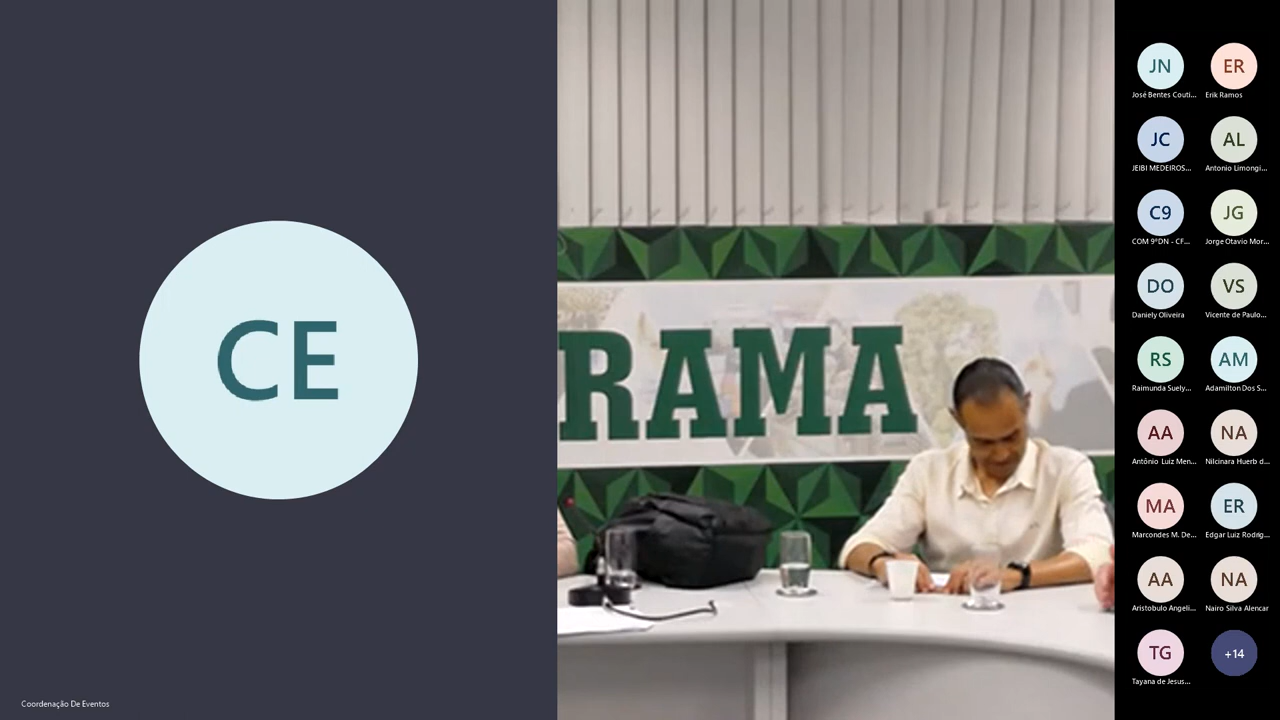 CE
Coordenação De Eventos
RAMA
JN
José Bentes Couti...
ER
Erik Ramos
JC
JEIBI MEDEIROS...
AL
Antonio Limongi...
C9
COM 9°DN - CF...
JG
Jorge Otavio Mor...
DO
Daniely Oliveira
VS
Vicente de Paulo...
RS
Raimunda Suely...
AM
Adamilton Dos S...
AA
Antônio Luiz Men...
NA
Nilcinara Huerb d...
MA
Marcondes M. De...
ER
Edgar Luiz Rodrig...
AA
Aristobulo Angeli...
NA
Nairo Silva Alencar
TG
Tayana de Jesus...
+14